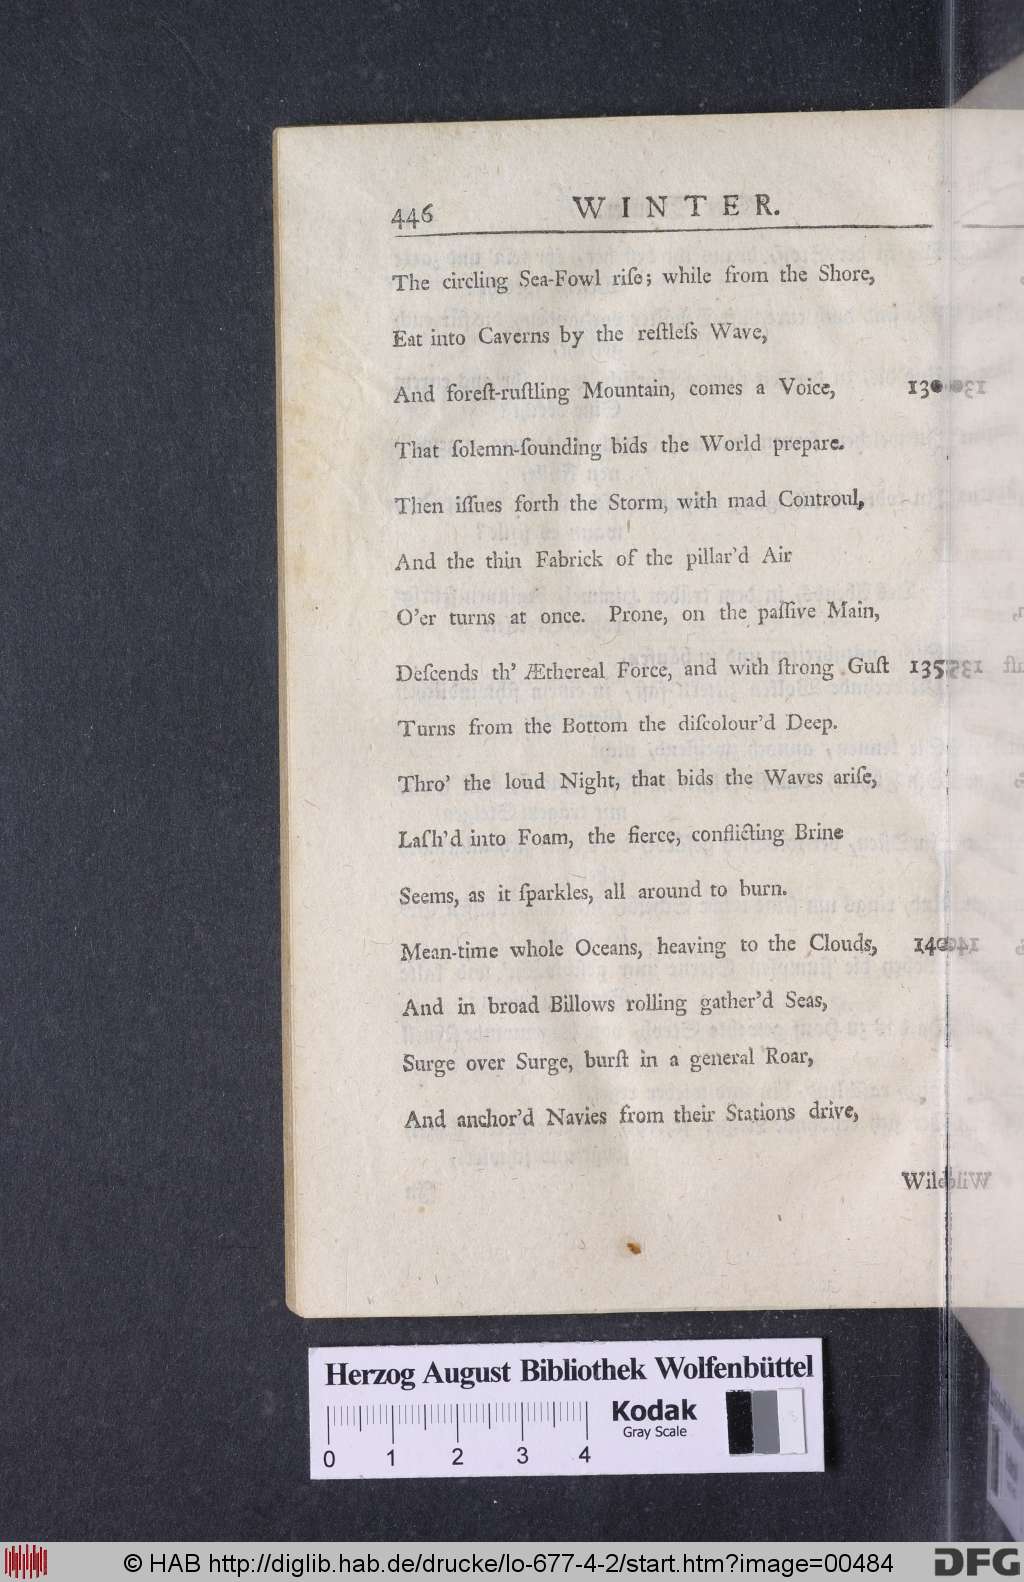 446 WINTER.
The circling Sea-Fowl riſe; while from the Shore,
Eat into Caverns by the reſtleſs Wave,
And foreſt-ruſtling Mountain, comes a Voice, 130
That ſolemn-ſounding bids the World prepare.
Then iſſues forth the Storm, with mad Controul,
And the thin Fabrick of the pillar'd Air
O'er turns at once. Prone, on the paſſive Main,
Deſcends th' Æthereal Force, and with ſtrong Guſt 135
Turns from the Bottom the diſcolour'd Deep.
Thro' the loud Night, that bids the Waves ariſe,
Laſh'd into Foam, the fierce, conflicting Brine
Seems, as it ſparkles, all around to burn.
Mean-time whole Oceans, heaving to the Clouds, 140
And in broad Billows rolling gather'd Seas,
Surge over Surge, burſt in a general Roar,
And anchor'd Navies from their Stations drive,
Wild
Herzog August Bibliothek Wolfenbüttel
Kodak
Gray Scale
0 1 2 3 4
© HAB http://diglib.hab.de/drucke/lo-677-4-2/start.htm?image=00484
DFG